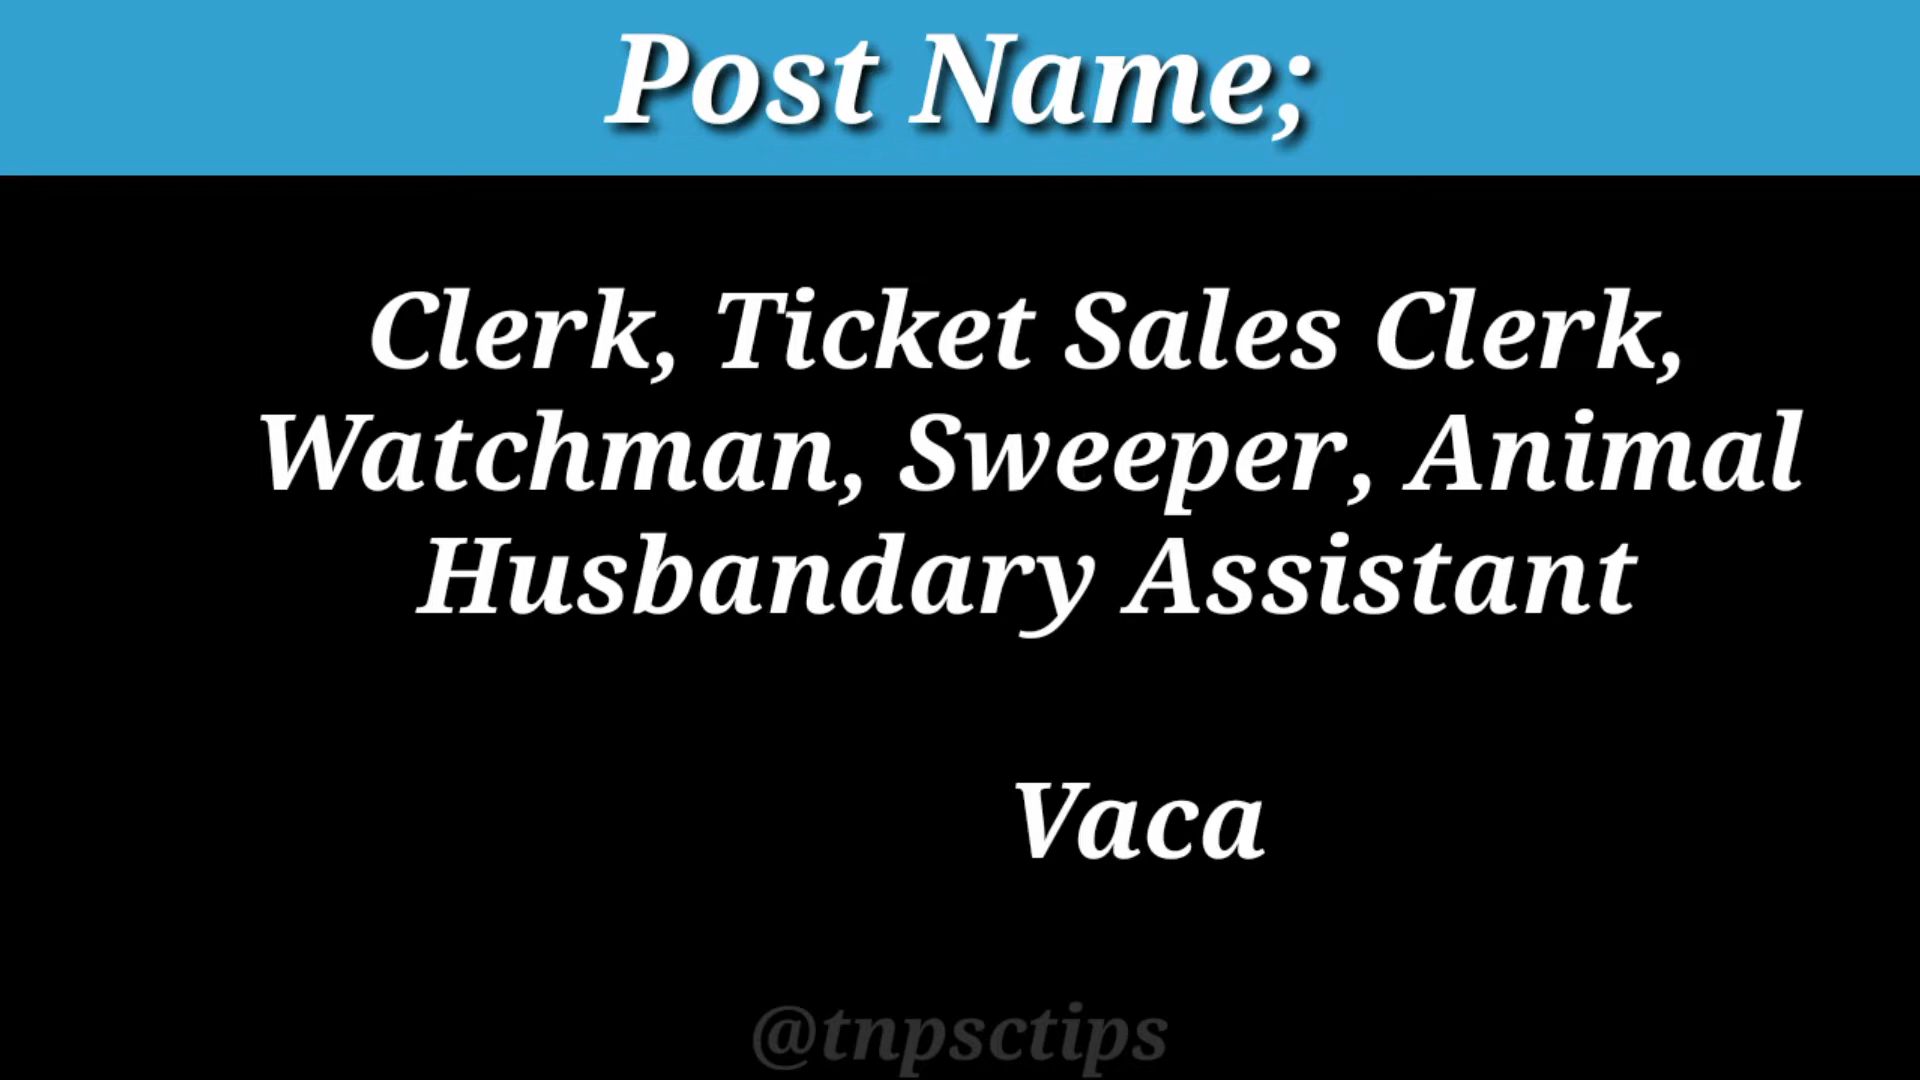 Post Name;
Clerk, Ticket Sales Clerk,
Watchman, Sweeper, Animal
Husbandary Assistant
Vaca
@tnpsctips